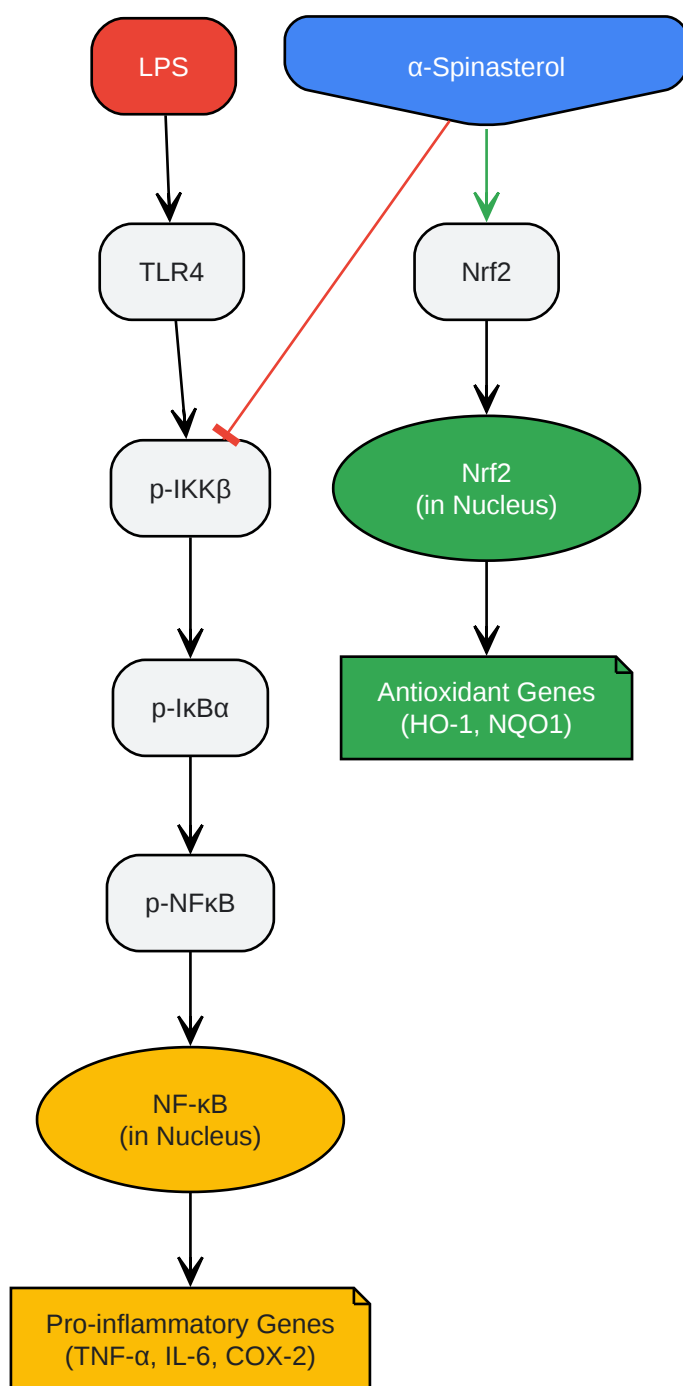 LPS
α-Spinasterol
TLR4
Nrf2
p-IKKβ
Nrf2
(in Nucleus)
p-IκBα
Antioxidant Genes
(HO-1, NQO1)
p-NFκB
NF-κB
(in Nucleus)
Pro-inflammatory Genes
(TNF-α, IL-6, COX-2)